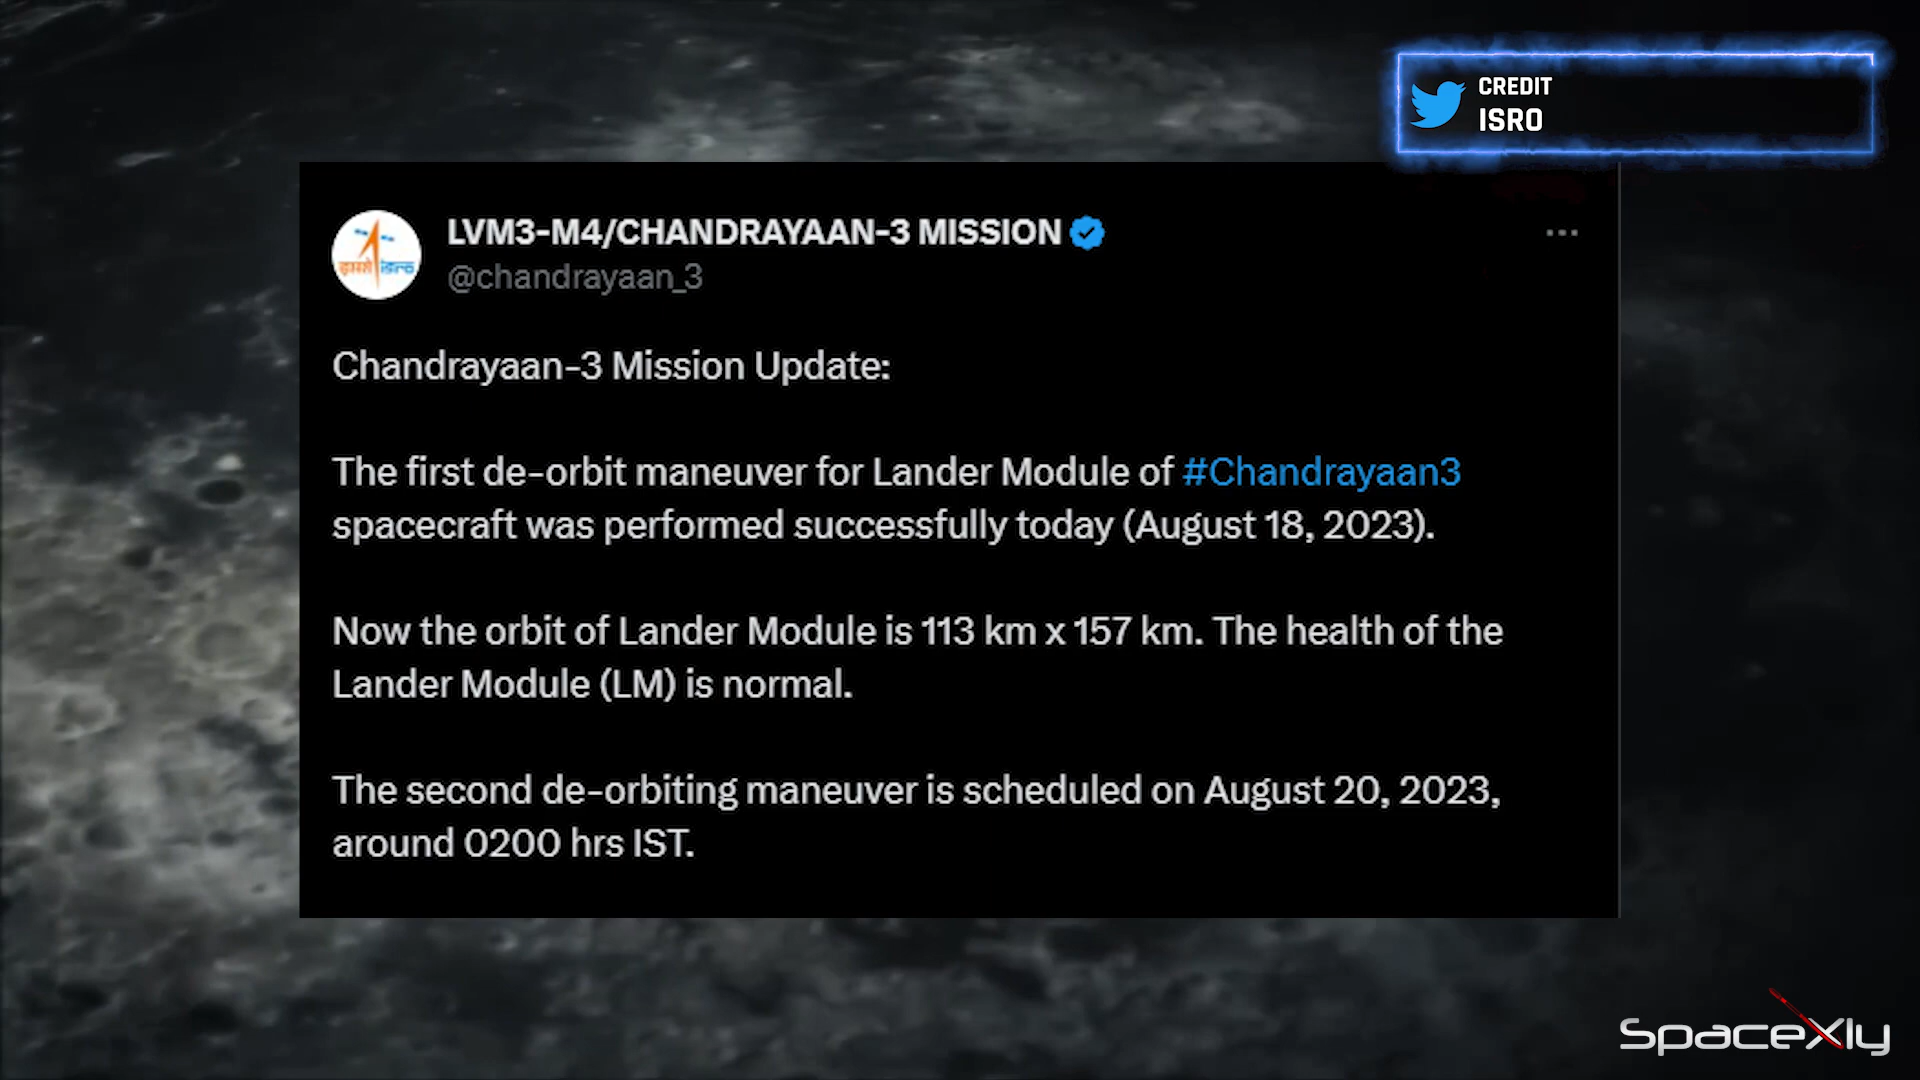 CREDIT
ISRO
LVM3-M4/CHANDRAYAAN-3 MISSION
@chandrayaan_3
इसरो isro
Chandrayaan-3 Mission Update:
The first de-orbit maneuver for Lander Module of #Chandrayaan3
spacecraft was performed successfully today (August 18, 2023).
Now the orbit of Lander Module is 113 km x 157 km. The health of the
Lander Module (LM) is normal.
The second de-orbiting maneuver is scheduled on August 20, 2023,
around 0200 hrs IST.
SpaceXly